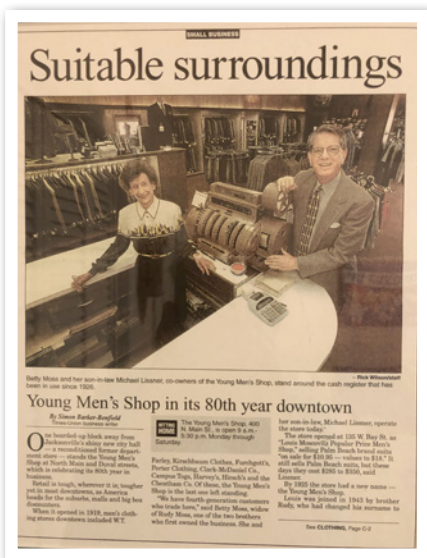 SMALL BUSINESS
Suitable surroundings
– Rick Wilson/staff
Betty Moss and her son-in-law Michael Lissner, co-owners of the Young Men's Shop, stand around the cash register that has
been in use since 1926.
Young Men's Shop in its 80th year downtown
By Simon Barker-Benfield
Times-Union business writer
One boarded-up block away from
Jacksonville's shiny new city hall
— a reconditioned former depart-
ment store — stands the Young Men's
Shop at North Main and Duval streets,
which is celebrating its 80th year in
business.
Retail is tough, wherever it is; tougher
yet in most downtowns, as America
heads for the suburbs, malls and big box
discounters.
When it opened in 1918, men's cloth-
ing stores downtown included W.T.
The Young Men's Shop, 400
N. Main St., is open 9 a.m.-
5:30 p.m. Monday through
Saturday.
Farley, Kirschbaum Clothes,
Porter Clothing, Clark-McDaniel Co.,
Campus Togs, Harvey's, Hirsch's and the
Cheatham Co. Of these, the Young Men's
Shop is the last one left standing.
"We have fourth-generation customers
who trade here," said Betty Moss, widow
of Rudy Moss, one of the two brothers
who first owned the business. She and
her son-in-law, Michael Lissner, operate
the store today.
The store opened at 135 W. Bay St. as
"Louis Moscovitz Popular Price Men's
Shop," selling Palm Beach brand suits
"on sale for $10.95 — values to $18." It
still sells Palm Beach suits, but these
days they cost $285 to $350, said
Lissner.
By 1925 the store had a new name —
the Young Men's Shop.
Louis was joined in 1943 by brother
Rudy, who had changed his surname to
See CLOTHING, Page C-2